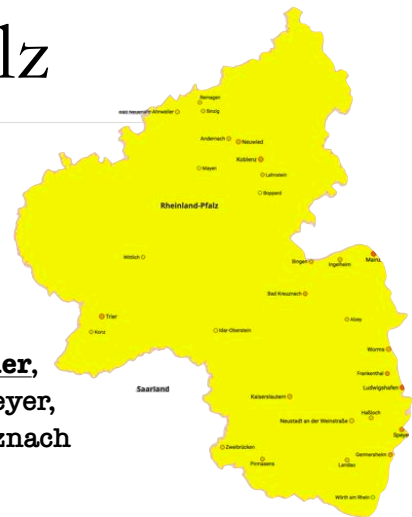 lz
Remagen
Bad Neuenahr-Ahrweiler
Sinzig
Andernach
Neuwied
Koblenz
Mayen
Lahnstein
Boppard
Rheinland-Pfalz
Wittlich
Bingen
Ingelheim
Mainz
Bad Kreuznach
Trier
Konz
Idar-Oberstein
Alzey
Worms
er,
Saarland
Frankenthal
Ludwigshafen
eyer,
Kaiserslautern
Haßloch
Neustadt an der Weinstraße
Speye
znach
Zweibrücken
Germersheim
Pirmasens
Landau
Wörth am Rhein